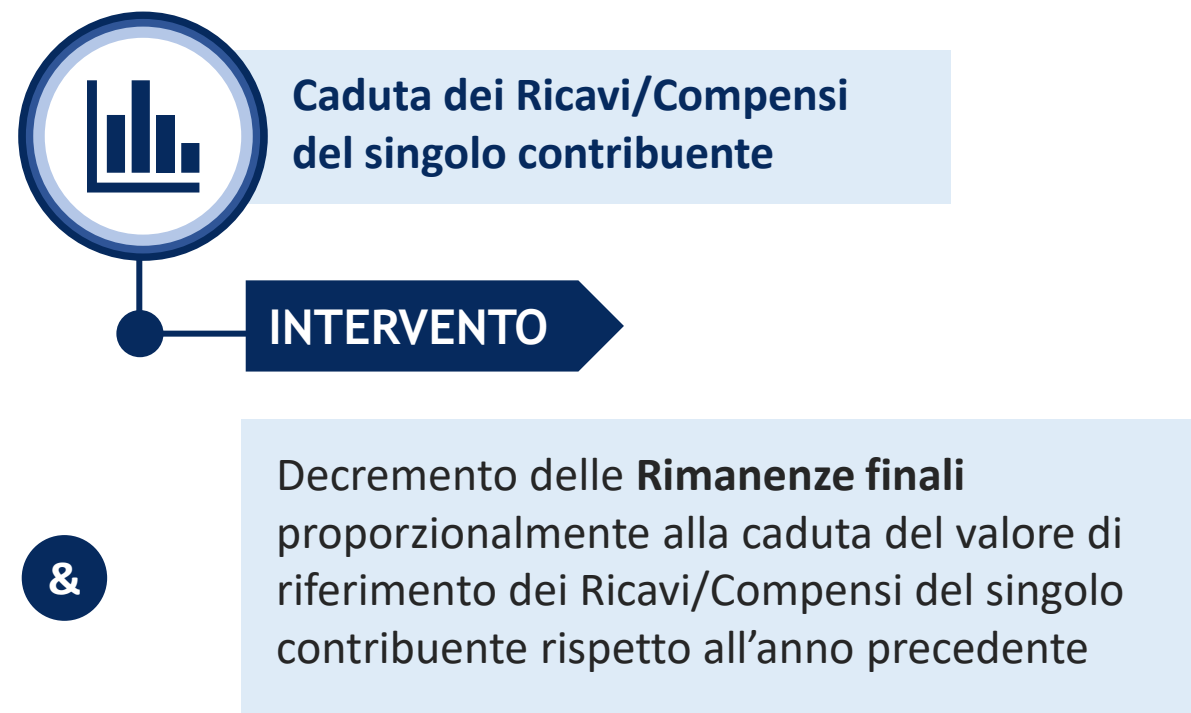 Caduta dei Ricavi/Compensi
del singolo contribuente
INTERVENTO
&
Decremento delle Rimanenze finali
proporzionalmente alla caduta del valore di
riferimento dei Ricavi/Compensi del singolo
contribuente rispetto all’anno precedente